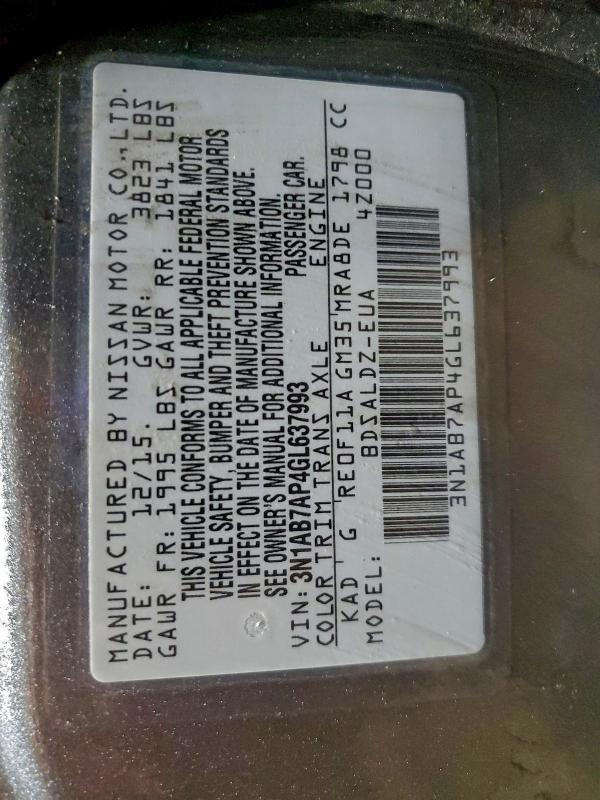 MANUFACTURED BY NISSAN MOTOR CO., LTD.
DATE: 12/15. GVWR: 3823 LBS
GAWR FR: 1995 LBS GAWR RR: 1841 LBS
THIS VEHICLE CONFORMS TO ALL APPLICABLE FEDERAL MOTOR
VEHICLE SAFETY, BUMPER AND THEFT PREVENTION STANDARDS
IN EFFECT ON THE DATE OF MANUFACTURE SHOWN ABOVE.
SEE OWNER'S MANUAL FOR ADDITIONAL INFORMATION.
VIN: 3N1AB7AP4GL637993 PASSENGER CAR.
COLOR TRIM TRANS AXLE ENGINE
KAD G RE0F11A GM35 MRA8DE 1798 CC
MODEL: BDSALDZ-EUA 4Z000
3N1AB7AP4GL637993